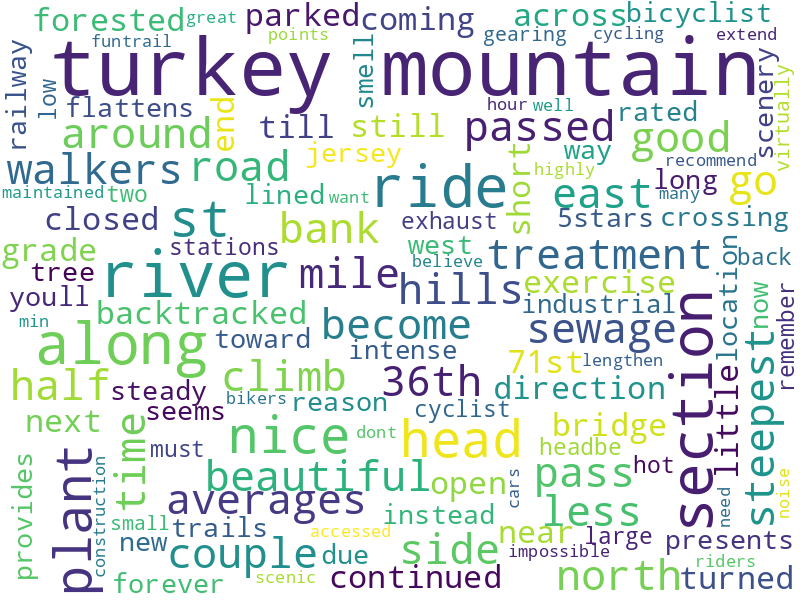 forested great parked coming across bicyclist
funtrail points gearing cycling extend
turkey mountain
railway low flattens end smell hour well rated scenery virtually
around till still passed good
walkers road jersey ride short way recommend
maintained two lined want highly east long many go
closed st bank exhaust 5stars crossing
grade stations west treatment back
tree river mile believe hills location
youll exercise industrial now remember
min backtracked become sewage
along toward intense 71st lengthen
half steady climb 36th direction little steepest
seems bikers reason cyclist bridge
next time nice dont head headbe section
must open pass hot
provides plant construction beautiful cars need noise
averages instead less
small trails accessed near large presents
new couple due side impossible
forever scenic continued north riders turned